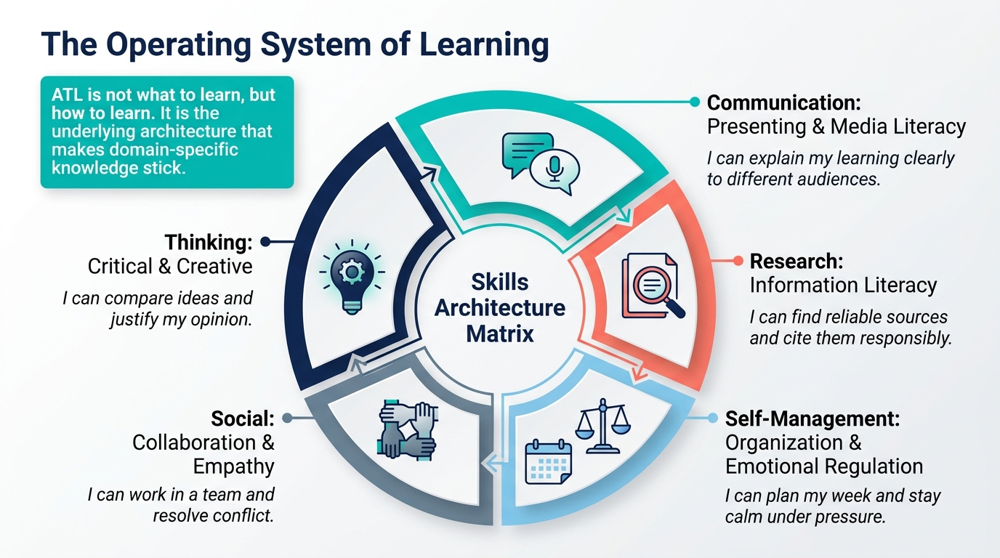 The Operating System of Learning
ATL is not what to learn, but
how to learn. It is the
underlying architecture that
makes domain-specific
knowledge stick.
Communication:
Presenting & Media Literacy
I can explain my learning clearly
to different audiences.
Thinking:
Critical & Creative
I can compare ideas and
justify my opinion.
Skills
Architecture
Matrix
Research:
Information Literacy
I can find reliable sources
and cite them responsibly.
Social:
Collaboration &
Empathy
I can work in a team and
resolve conflict.
Self-Management:
Organization &
Emotional Regulation
I can plan my week and stay
calm under pressure.